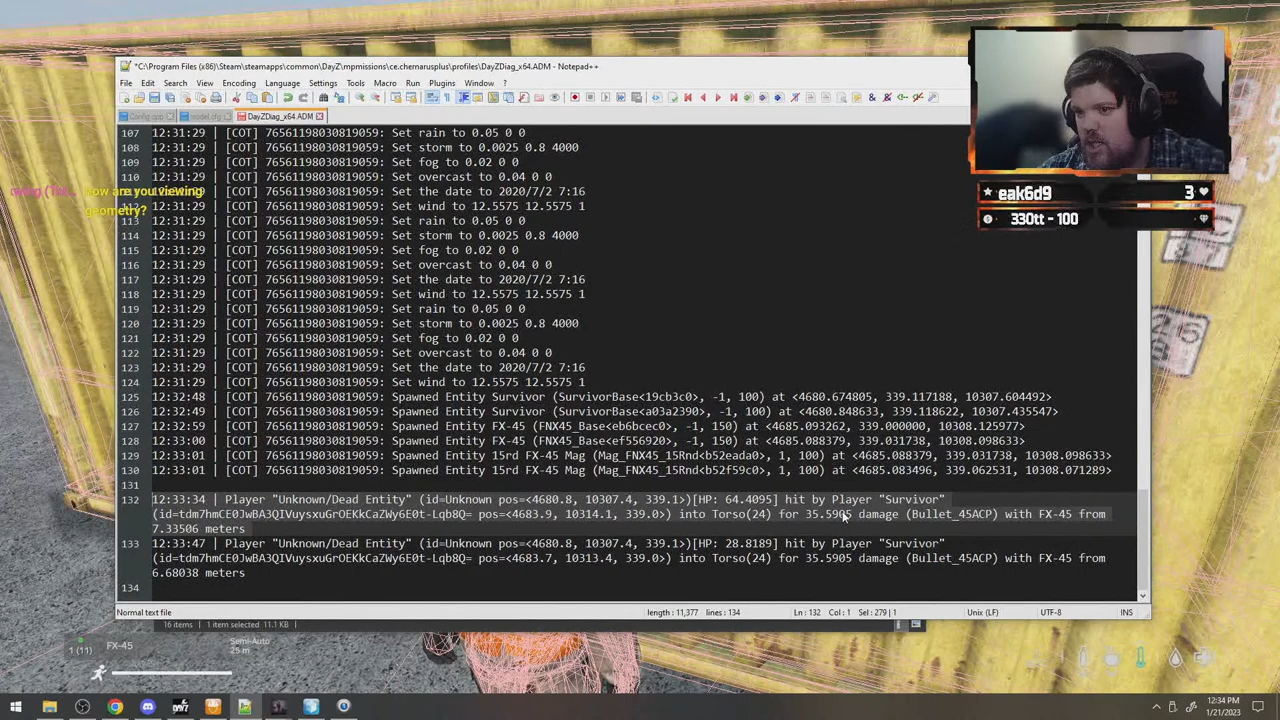 *C:\Program Files (x86)\Steam\steamapps\common\DayZ\mpmissions\ce.chernarusplus\profiles\DayZDiag_x64.ADM - Notepad++
File Edit Search View Encoding Language Settings Tools Macro Run Plugins Window ?
Config.cpp model.cfg DayZDiag_x64.ADM
107 12:31:29 | [COT] 76561198030819059: Set rain to 0.05 0 0
108 12:31:29 | [COT] 76561198030819059: Set storm to 0.0025 0.8 4000
109 12:31:29 | [COT] 76561198030819059: Set fog to 0.02 0 0
110 12:31:29 | [COT] 76561198030819059: Set overcast to 0.04 0 0
| [COT] 76561198030819059: Set the date to 2020/7/2 7:16
how are you viewing
12:31:29 | [COT] 76561198030819059: Set wind to 12.5575 12.5575 1
geometry?
113 12:31:29 | [COT] 76561198030819059: Set rain to 0.05 0 0
114 12:31:29 | [COT] 76561198030819059: Set storm to 0.0025 0.8 4000
115 12:31:29 | [COT] 76561198030819059: Set fog to 0.02 0 0
116 12:31:29 | [COT] 76561198030819059: Set overcast to 0.04 0 0
117 12:31:29 | [COT] 76561198030819059: Set the date to 2020/7/2 7:16
118 12:31:29 | [COT] 76561198030819059: Set wind to 12.5575 12.5575 1
119 12:31:29 | [COT] 76561198030819059: Set rain to 0.05 0 0
120 12:31:29 | [COT] 76561198030819059: Set storm to 0.0025 0.8 4000
121 12:31:29 | [COT] 76561198030819059: Set fog to 0.02 0 0
122 12:31:29 | [COT] 76561198030819059: Set overcast to 0.04 0 0
123 12:31:29 | [COT] 76561198030819059: Set the date to 2020/7/2 7:16
124 12:31:29 | [COT] 76561198030819059: Set wind to 12.5575 12.5575 1
125 12:32:48 | [COT] 76561198030819059: Spawned Entity Survivor (SurvivorBase<19cb3c0>, -1, 100) at <4680.674805, 339.117188, 10307.604492>
126 12:32:49 | [COT] 76561198030819059: Spawned Entity Survivor (SurvivorBase<a03a2390>, -1, 100) at <4680.848633, 339.118622, 10307.435547>
127 12:32:59 | [COT] 76561198030819059: Spawned Entity FX-45 (FNX45_Base<eb6bcec0>, -1, 150) at <4685.093262, 339.000000, 10308.125977>
128 12:33:00 | [COT] 76561198030819059: Spawned Entity FX-45 (FNX45_Base<ef556920>, -1, 150) at <4685.088379, 339.031738, 10308.098633>
129 12:33:01 | [COT] 76561198030819059: Spawned Entity 15rd FX-45 Mag (Mag_FNX45_15Rnd<b52eada0>, 1, 100) at <4685.088379, 339.031738, 10308.098633>
130 12:33:01 | [COT] 76561198030819059: Spawned Entity 15rd FX-45 Mag (Mag_FNX45_15Rnd<b52f59c0>, 1, 100) at <4685.083496, 339.062531, 10308.071289>
131
132 12:33:34 | Player "Unknown/Dead Entity" (id=Unknown pos=<4680.8, 10307.4, 339.1>)[HP: 64.4095] hit by Player "Survivor"
(id=tdm7hmCE0JwBA3QIVuysxuGrOEKkCaZWy6E0t-Lqb8Q= pos=<4683.9, 10314.1, 339.0>) into Torso(24) for 35.5905 damage (Bullet_45ACP) with FX-45 from
7.33506 meters
133 12:33:47 | Player "Unknown/Dead Entity" (id=Unknown pos=<4680.8, 10307.4, 339.1>)[HP: 28.8189] hit by Player "Survivor"
(id=tdm7hmCE0JwBA3QIVuysxuGrOEKkCaZWy6E0t-Lqb8Q= pos=<4683.7, 10313.4, 339.0>) into Torso(24) for 35.5905 damage (Bullet_45ACP) with FX-45 from
6.68038 meters
134
Normal text file length : 11,377 lines : 134 Ln : 132 Col : 1 Sel : 279 | 1 Unix (LF) UTF-8 INS
16 items 1 item selected 11.1 KB
eak6d9 3
330tt - 100
1 (11) FX-45 Semi-Auto
25 m
12:34 PM
1/21/2023